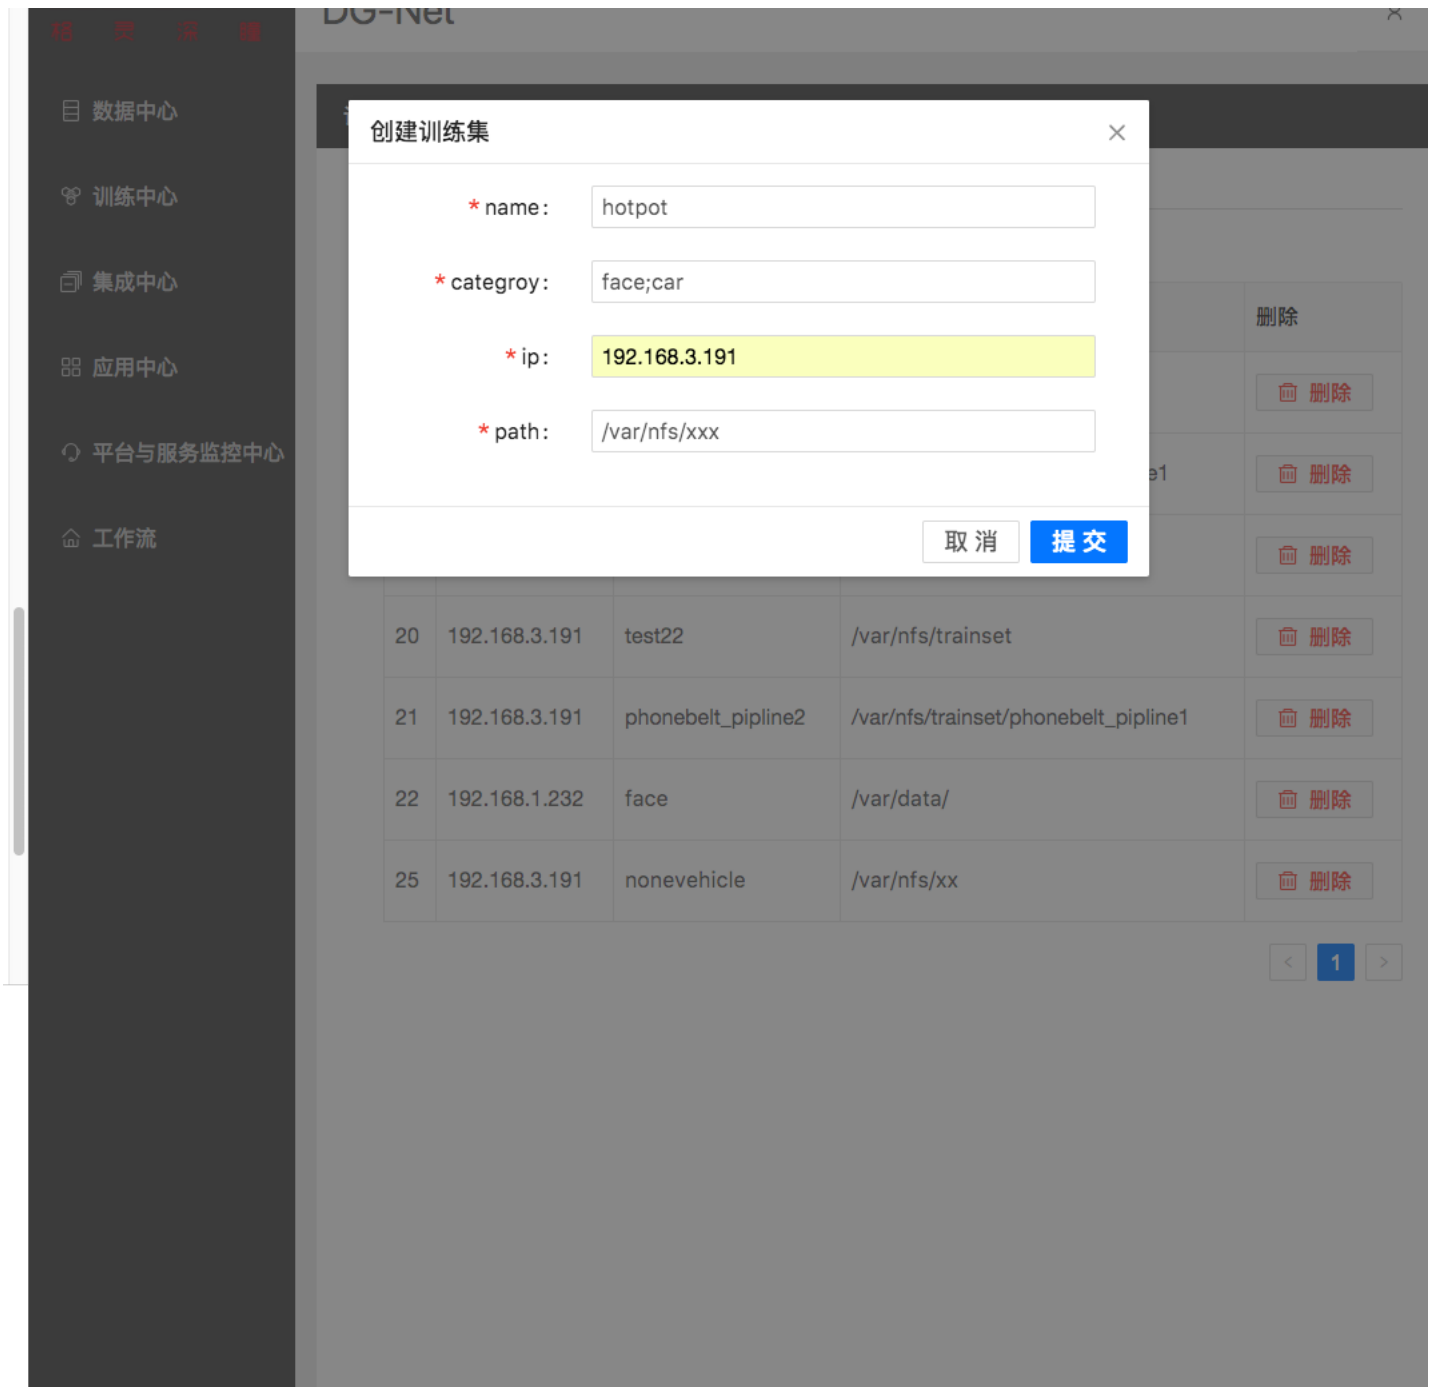 格 灵 深 瞳
DG-Net
数据中心
训练中心
集成中心
应用中心
平台与服务监控中心
工作流
创建训练集
* name: hotpot
* categroy: face;car
* ip: 192.168.3.191
* path: /var/nfs/xxx
取 消 提 交
删除
删除
e1 删除
删除
20 192.168.3.191 test22 /var/nfs/trainset 删除
21 192.168.3.191 phonebelt_pipline2 /var/nfs/trainset/phonebelt_pipline1 删除
22 192.168.1.232 face /var/data/ 删除
25 192.168.3.191 nonevehicle /var/nfs/xx 删除
< 1 >